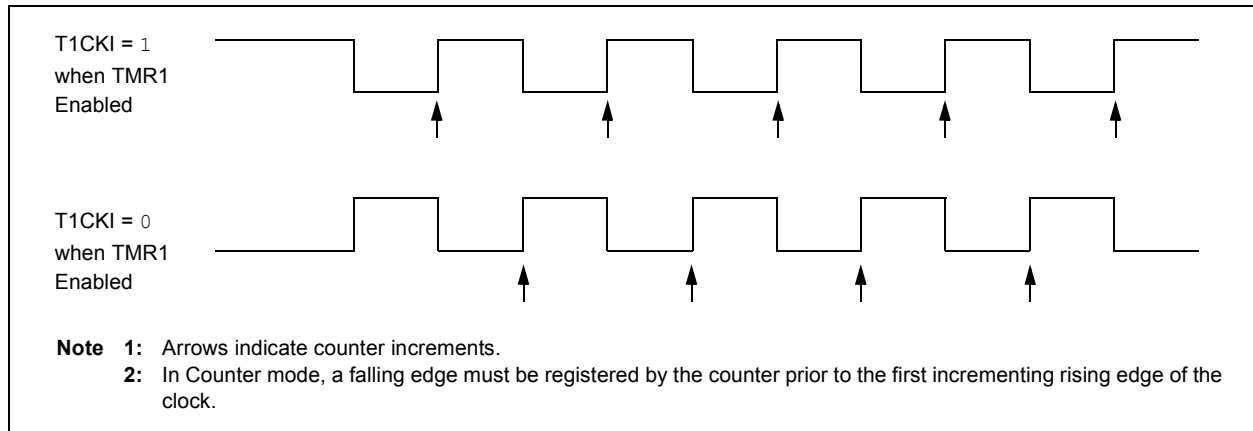 T1CKI = 1
when TMR1
Enabled
T1CKI = 0
when TMR1
Enabled
Note 1: Arrows indicate counter increments.
2: In Counter mode, a falling edge must be registered by the counter prior to the first incrementing rising edge of the
clock.